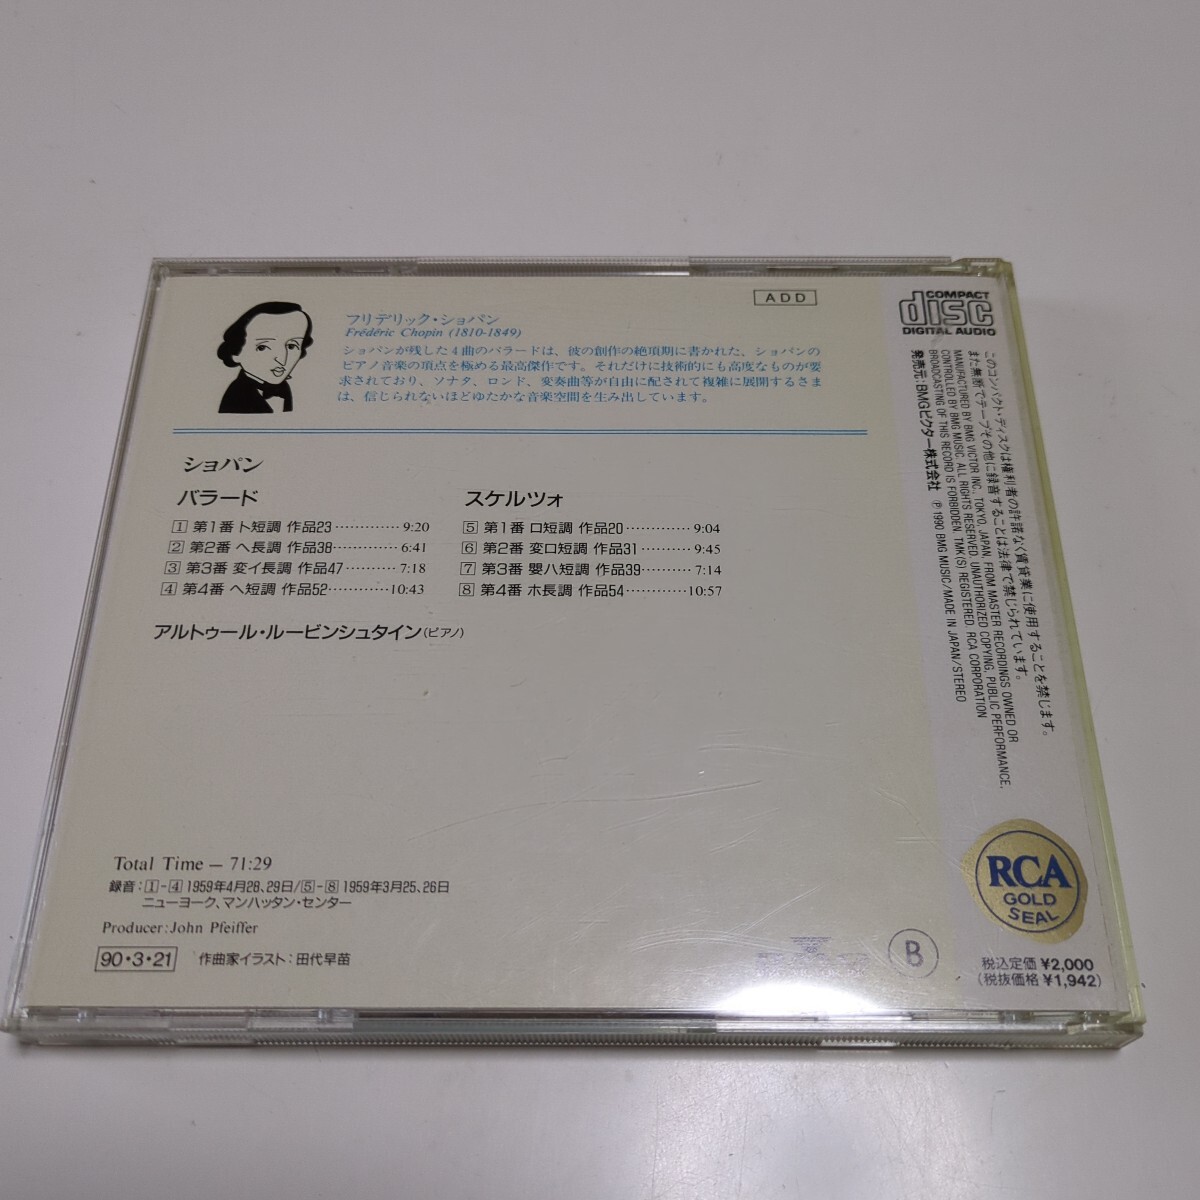 ADD
フリデリック・ショパン
Frédéric Chopin (1810-1849)
ショパンが残した4曲のバラードは、彼の創作の絶頂期に書かれた、ショパンの
ピアノ音楽の頂点を極める最高傑作です。それだけに技術的にも高度なものが要
求されており、ソナタ、ロンド、変奏曲等が自由に配されて複雑に展開するさま
は、信じられないほどゆたかな音楽空間を生み出しています。
ショパン
バラード
1 第1番 ト短調 作品23············9:20
2 第2番 ヘ長調 作品38············6:41
3 第3番 変イ長調 作品47··········7:18
4 第4番 ヘ短調 作品52···········10:43
スケルツォ
5 第1番 ロ短調 作品20············9:04
6 第2番 変ロ短調 作品31··········9:45
7 第3番 嬰ハ短調 作品39··········7:14
8 第4番 ホ長調 作品54···········10:57
アルトゥール・ルービンシュタイン(ピアノ)
Total Time — 71:29
録音：1-4 1959年4月28、29日/5-8 1959年3月25、26日
ニューヨーク、マンハッタン・センター
Producer: John Pfeiffer
90・3・21 作曲家イラスト：田代早苗
B
COMPACT
disc
DIGITAL AUDIO
このコンパクト・ディスクは権利者の許諾なく賃貸業に使用することを禁じます。
また無断でテープその他に録音することは法律で禁じられています。
MANUFACTURED BY BMG VICTOR INC., TOKYO, JAPAN, FROM MASTER RECORDINGS OWNED OR
CONTROLLED BY BMG MUSIC. ALL RIGHTS RESERVED. UNAUTHORIZED COPYING, PUBLIC PERFORMANCE,
BROADCASTING OF THIS RECORD IS FORBIDDEN. TMK(S) REGISTERED. RCA CORPORATION
発売元：BMGビクター株式会社 ℗ 1990 BMG MUSIC/MADE IN JAPAN/STEREO
RCA
GOLD
SEAL
税込定価 ¥2,000
(税抜価格 ¥1,942)